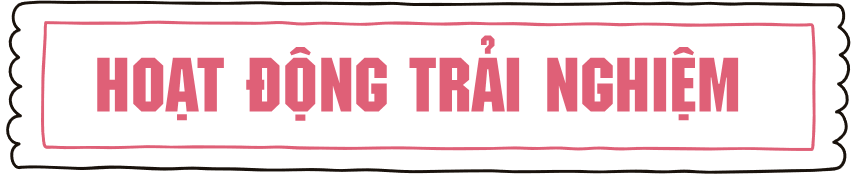 HOẠT ĐỘNG TRẢI NGHIỆM